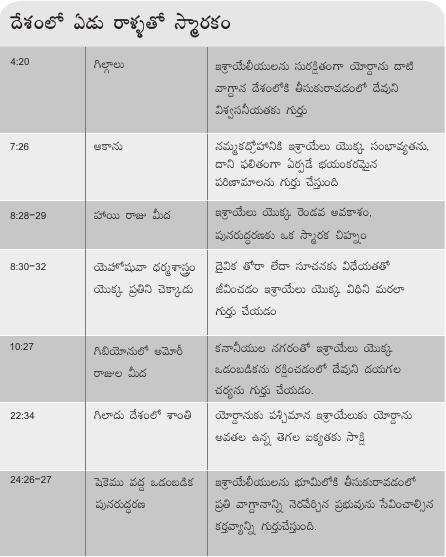 దేశంలో ఏడు రాళ్ళతో స్మారకం
4:20 గిల్గాలు ఇశ్రాయేలీయులను సురక్షితంగా యోర్దాను దాటి
వాగ్దాన దేశంలోకి తీసుకురావడంలో దేవుని
విశ్వసనీయతకు గుర్తు
7:26 ఆకాను నమ్మకద్రోహానికి ఇశ్రాయేలు యొక్క సంభావ్యతను,
దాని ఫలితంగా ఏర్పడే భయంకరమైన
పరిణామాలను గుర్తు చేస్తుంది
8:28-29 హాయి రాజు మీద ఇశ్రాయేలు యొక్క రెండవ అవకాశం,
పునరుద్ధరణకు ఒక స్మారక చిహ్నం
8:30-32 యెహోషువా ధర్మశాస్త్రం దైవిక తోరా లేదా సూచనకు విధేయతతో
యొక్క ప్రతిని చెక్కాడు జీవించడం ఇశ్రాయేలు యొక్క విధిని మరలా
గుర్తు చేయడం
10:27 గిబియోనులో అమోరీ కనానీయుల నగరంతో ఇశ్రాయేలు యొక్క
రాజుల మీద ఒడంబడికను రక్షించడంలో దేవుని దయగల
చర్యను గుర్తు చేయడం.
22:34 గిలాదు దేశంలో శాంతి యోర్దానుకు పశ్చిమాన ఇశ్రాయేలుకు యోర్దాను
అవతల ఉన్న తెగల ఐక్యతకు సాక్షి
24:26-27 షెకెము వద్ద ఒడంబడిక ఇశ్రాయేలీయులను భూమిలోకి తీసుకురావడంలో
పునరుద్ధరణ ప్రతి వాగ్దానాన్ని నెరవేర్చిన ప్రభువును సేవించాల్సిన
కర్తవ్యాన్ని గుర్తుచేస్తుంది.